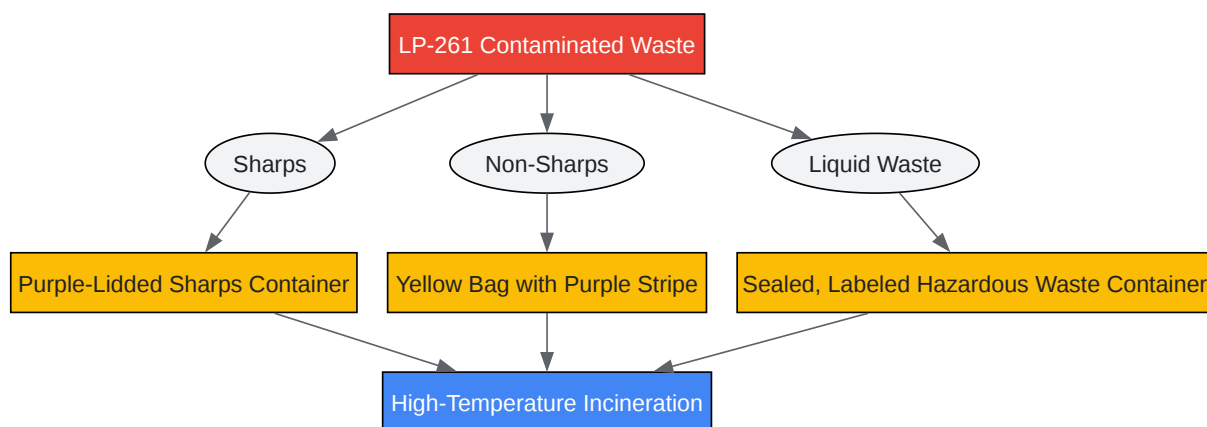 LP-261 Contaminated Waste
Sharps
Non-Sharps
Liquid Waste
Purple-Lidded Sharps Container
Yellow Bag with Purple Stripe
Sealed, Labeled Hazardous Waste Container
High-Temperature Incineration